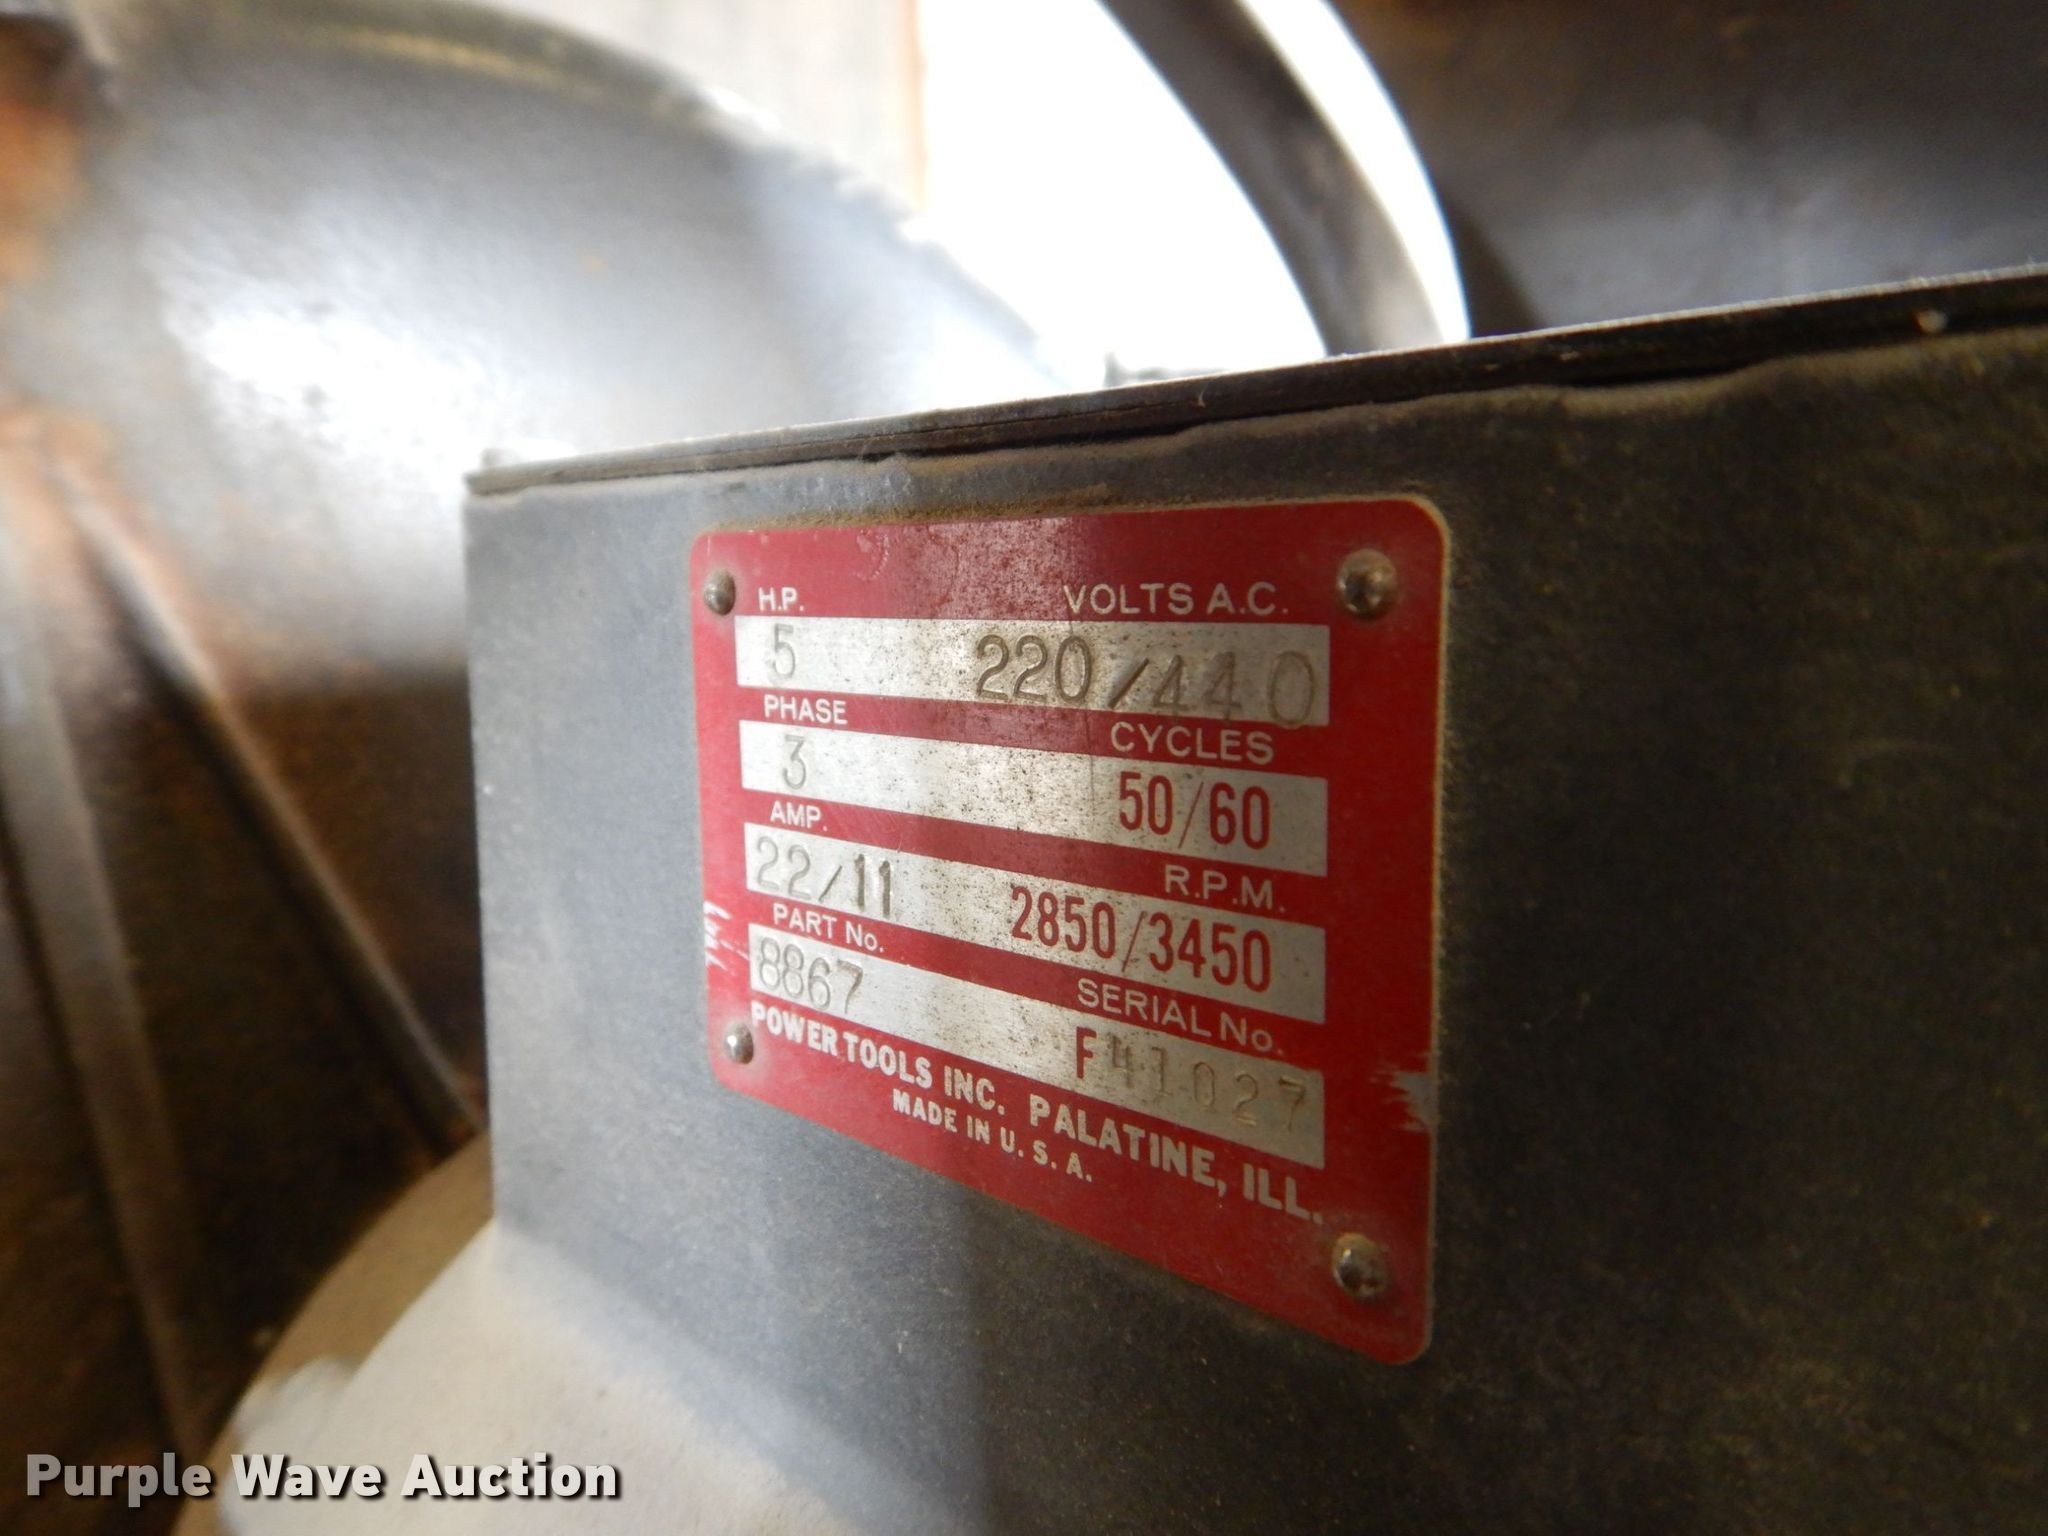 H.P. VOLTS A.C.
5 220/440
PHASE CYCLES
3 50/60
AMP. R.P.M.
22/11 2850/3450
PART No. SERIAL No.
8867 F41027
POWER TOOLS INC. PALATINE, ILL.
MADE IN U. S. A.
Purple Wave Auction